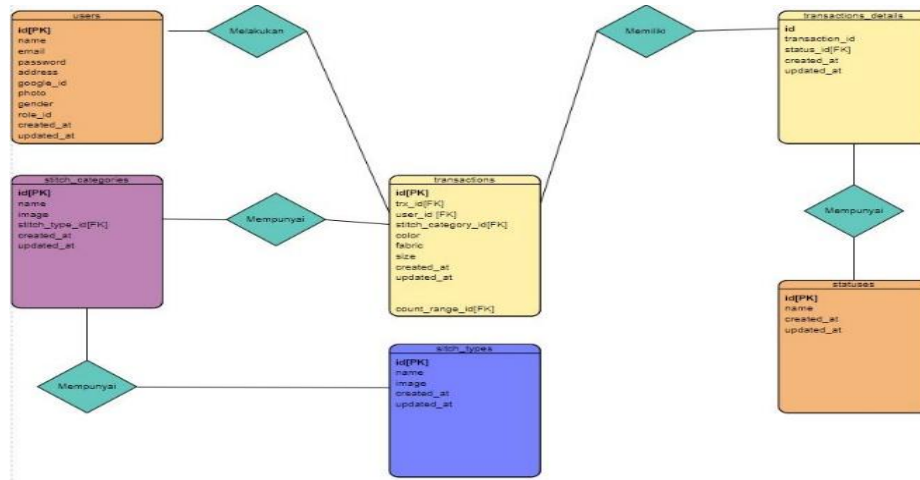 users
id[PK]
name
email
password
address
google_id
photo
gender
role_id
created_at
updated_at
Melakukan
Memiliki
transactions_details
id
transaction_id
status_id[FK]
created_at
updated_at
stitch_categories
id[PK]
name
image
stitch_type_id[FK]
created_at
updated_at
Mempunyai
transactions
id[PK]
trx_id[FK]
user_id [FK]
stitch_category_id[FK]
color
fabric
size
created_at
updated_at
count_range_id[FK]
Mempunyai
statuses
id[PK]
name
created_at
updated_at
Mempunyai
sitch_types
id[PK]
name
image
created_at
updated_at